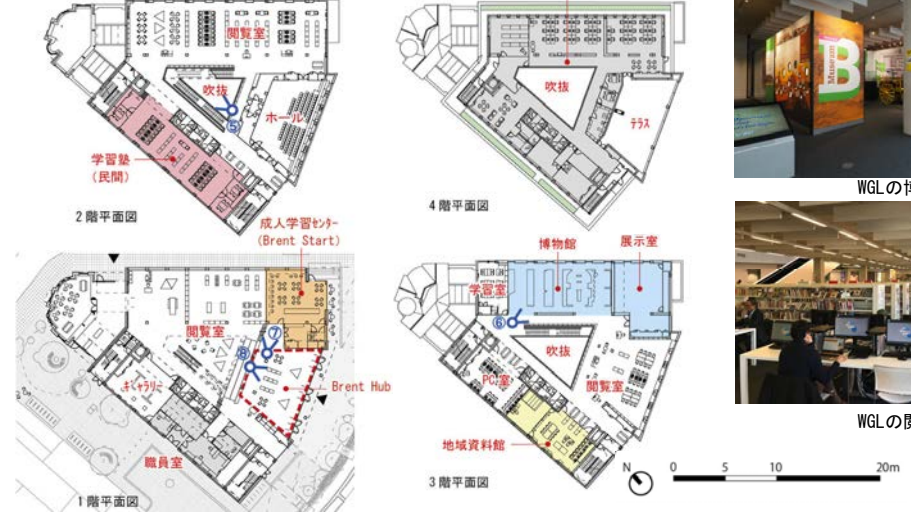 閲覧室
吹抜
⑤
ホール
学習塾
(民間)
2階平面図
吹抜
テラス
4階平面図
B
Museum
WGLの博
成人学習センター
(Brent Start)
閲覧室
⑦
⑧
ギャラリー
Brent Hub
職員室
1階平面図
博物館
展示室
学習室
⑥
吹抜
PC室
閲覧室
地域資料館
3階平面図
N
0 5 10 20m
WGLの閲